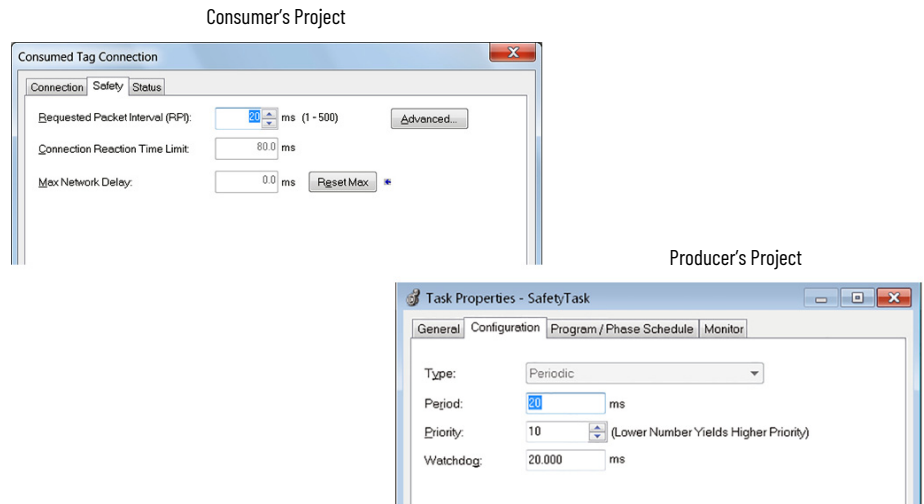 Consumer's Project
Consumed Tag Connection
Connection Safety Status
Requested Packet Interval (RPI): 20 ms (1 - 500) Advanced...
Connection Reaction Time Limit: 80.0 ms
Max Network Delay: 0.0 ms Reset Max
Producer's Project
Task Properties - SafetyTask
General Configuration Program / Phase Schedule Monitor
Type: Periodic
Period: 20 ms
Priority: 10 (Lower Number Yields Higher Priority)
Watchdog: 20.000 ms